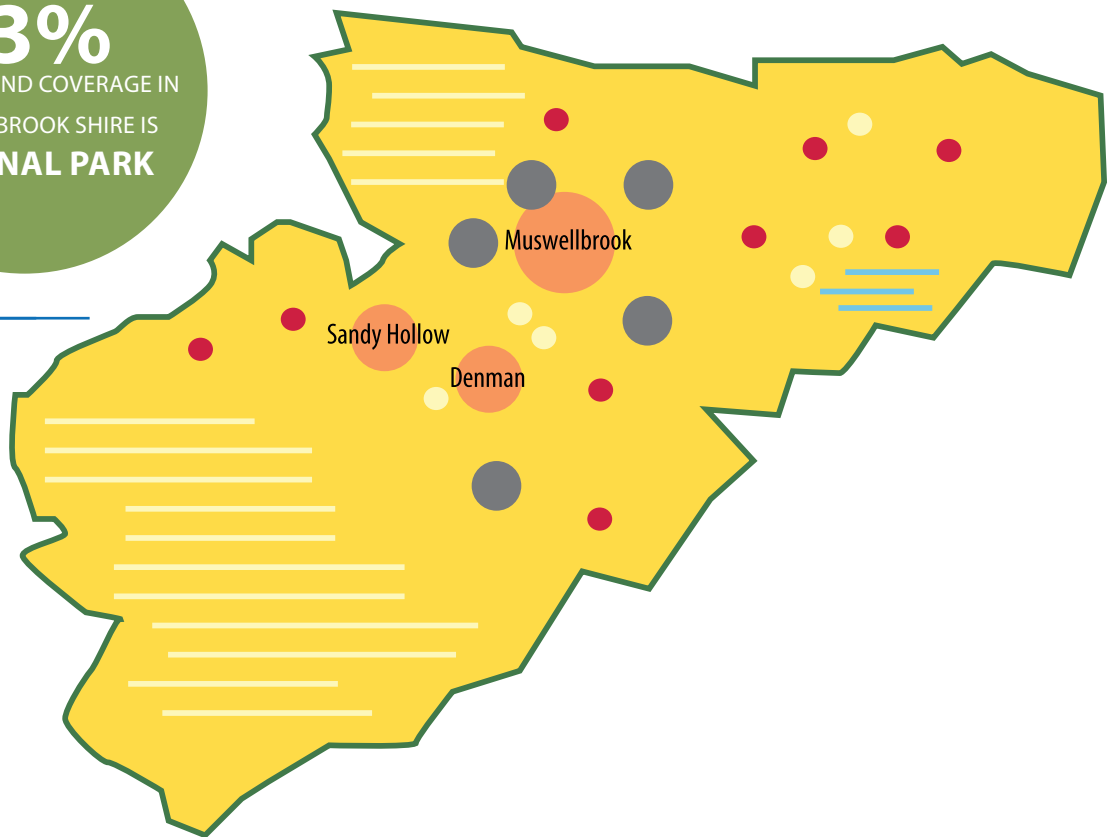 3%
ND COVERAGE IN
BROOK SHIRE IS
NAL PARK
Muswellbrook
Sandy Hollow
Denman